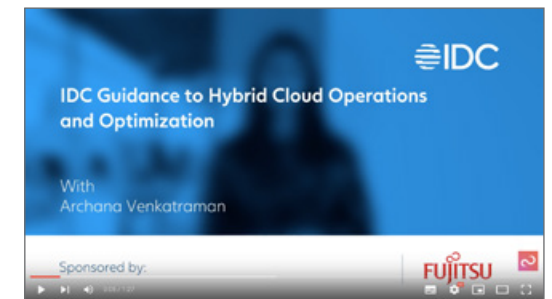 IDC
IDC Guidance to Hybrid Cloud Operations
and Optimization
With
Archana Venkatraman
Sponsored by:
FUJITSU